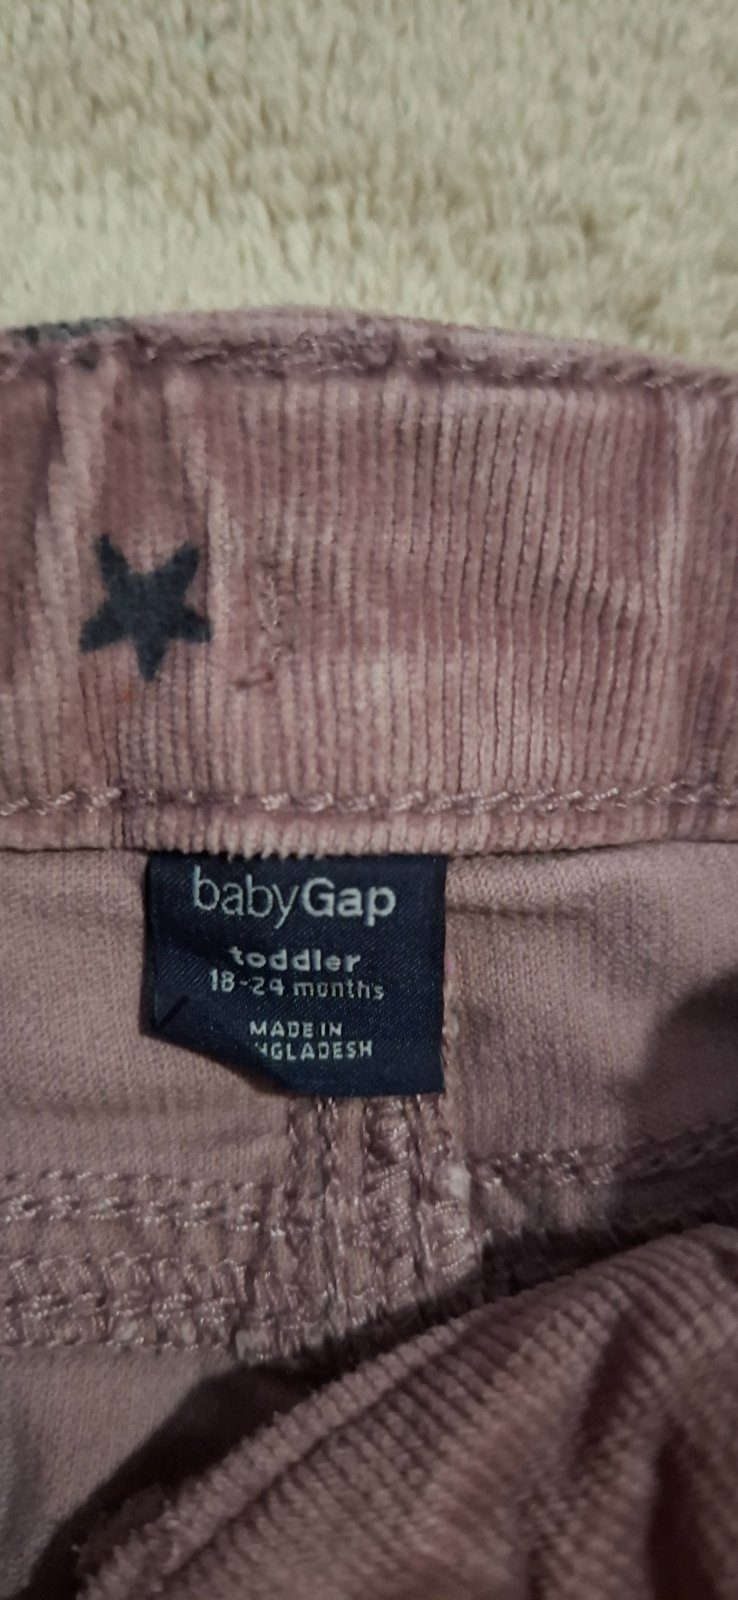 babyGap
toddler
18-24 months
MADE IN
NGLADESH